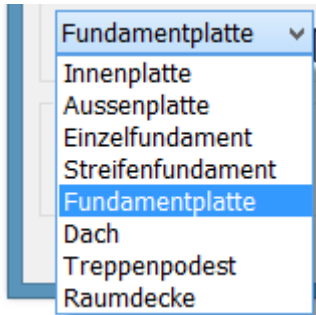 Fundamentplatte
Innenplatte
Aussenplatte
Einzelfundament
Streifenfundament
Fundamentplatte
Dach
Treppenpodest
Raumdecke